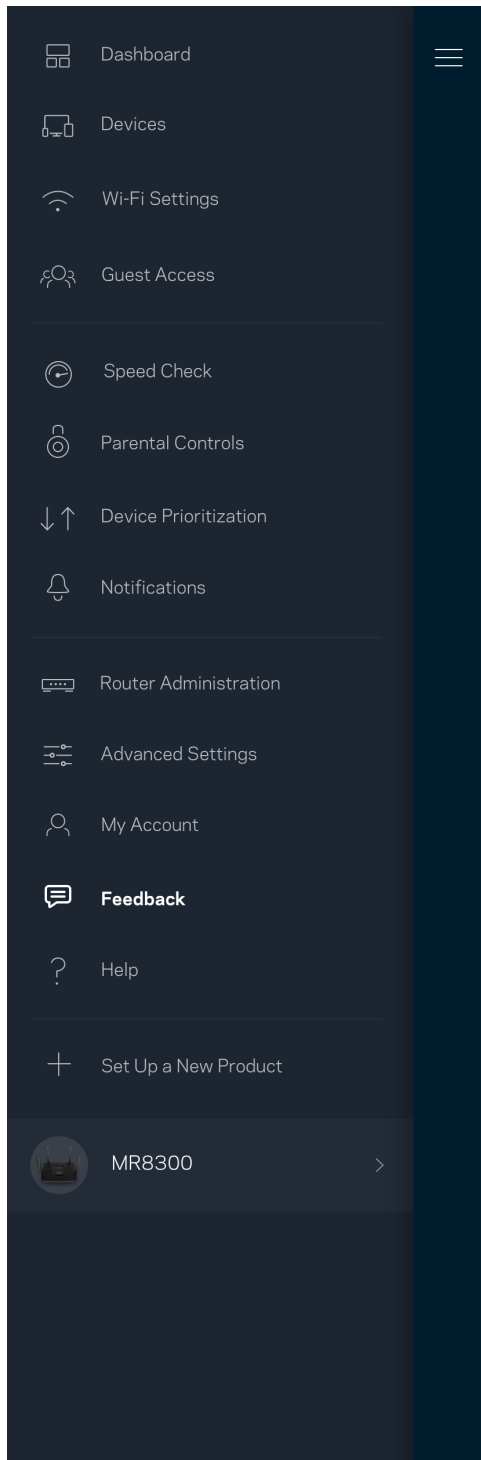 Dashboard
Devices
Wi-Fi Settings
Guest Access
Speed Check
Parental Controls
Device Prioritization
Notifications
Router Administration
Advanced Settings
My Account
Feedback
Help
Set Up a New Product
MR8300